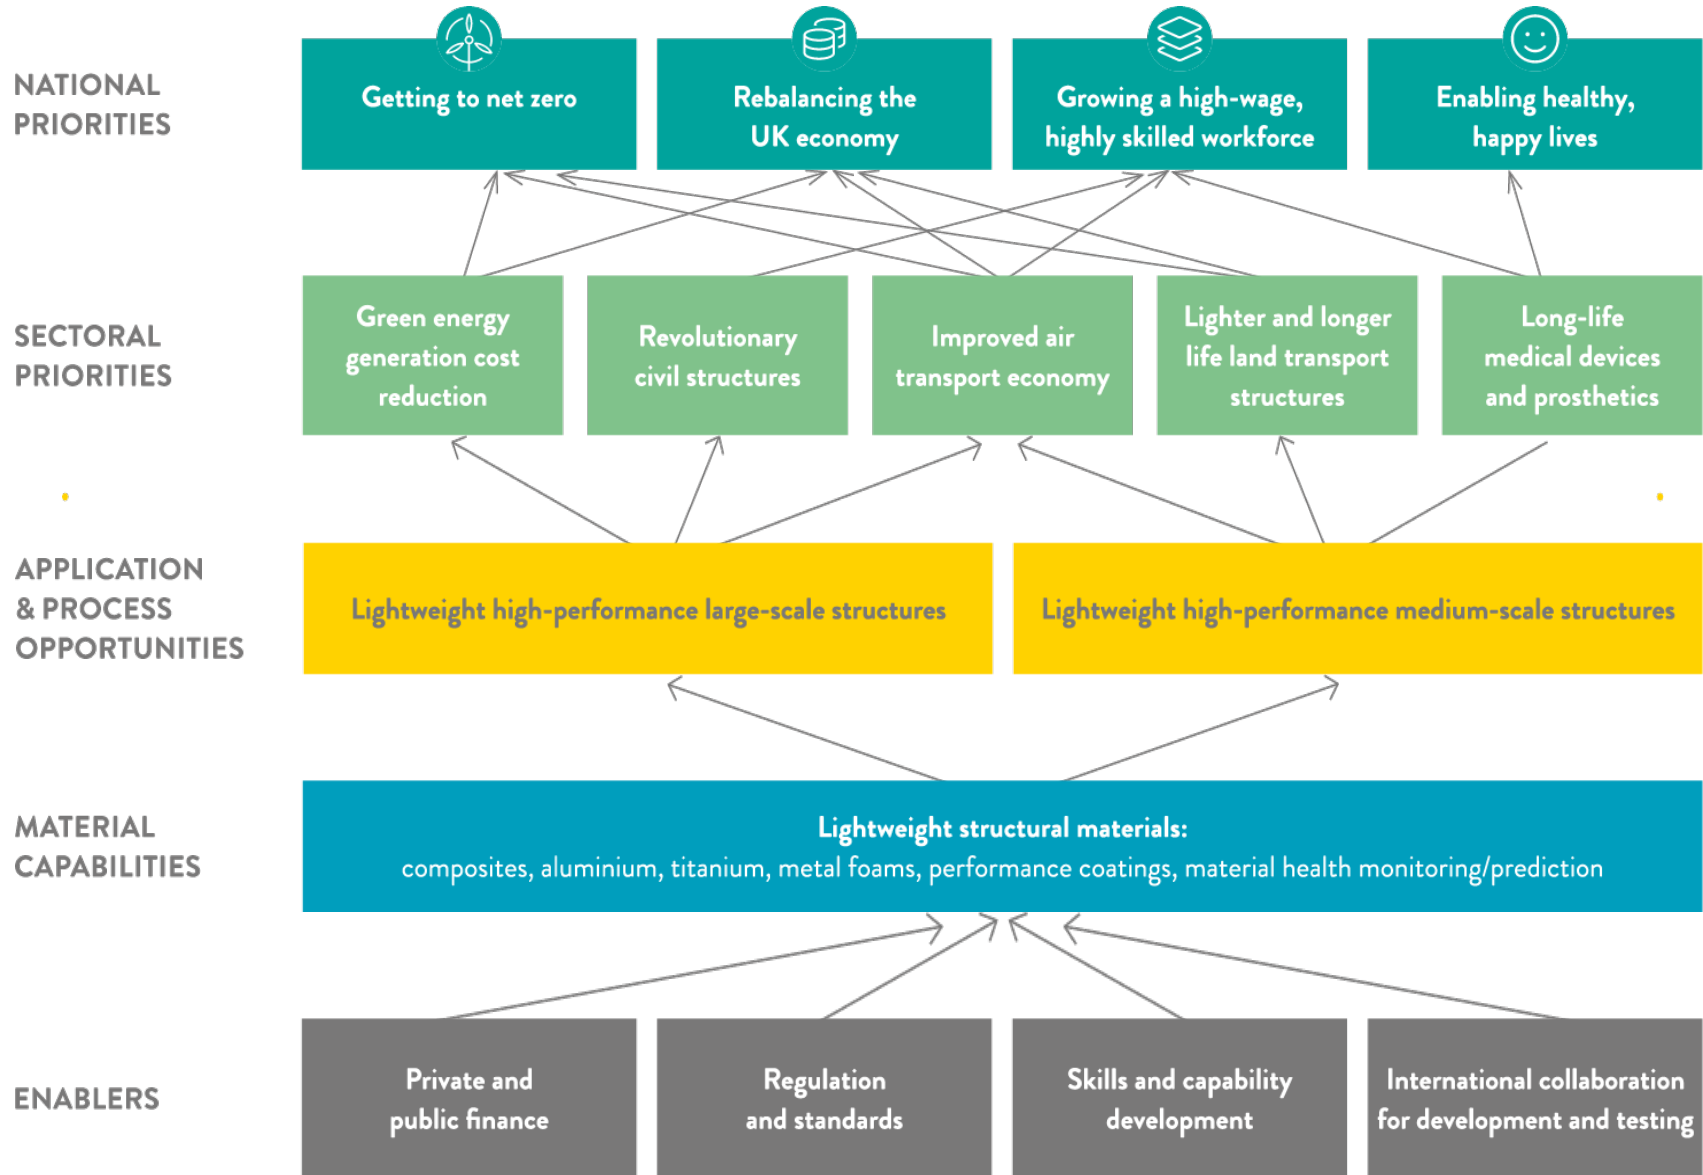 NATIONAL
PRIORITIES
Getting to net zero
Rebalancing the
UK economy
Growing a high-wage,
highly skilled workforce
Enabling healthy,
happy lives
SECTORAL
PRIORITIES
Green energy
generation cost
reduction
Revolutionary
civil structures
Improved air
transport economy
Lighter and longer
life land transport
structures
Long-life
medical devices
and prosthetics
APPLICATION
& PROCESS
OPPORTUNITIES
Lightweight high-performance large-scale structures
Lightweight high-performance medium-scale structures
MATERIAL
CAPABILITIES
Lightweight structural materials:
composites, aluminium, titanium, metal foams, performance coatings, material health monitoring/prediction
ENABLERS
Private and
public finance
Regulation
and standards
Skills and capability
development
International collaboration
for development and testing